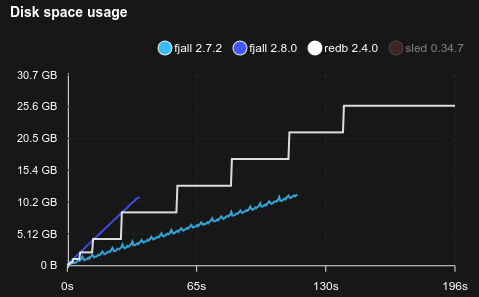 Disk space usage
fjall 2.7.2 fjall 2.8.0 redb 2.4.0 sled 0.34.7
30.7 GB
25.6 GB
20.5 GB
15.4 GB
10.2 GB
5.12 GB
0 B
0s 65s 130s 196s